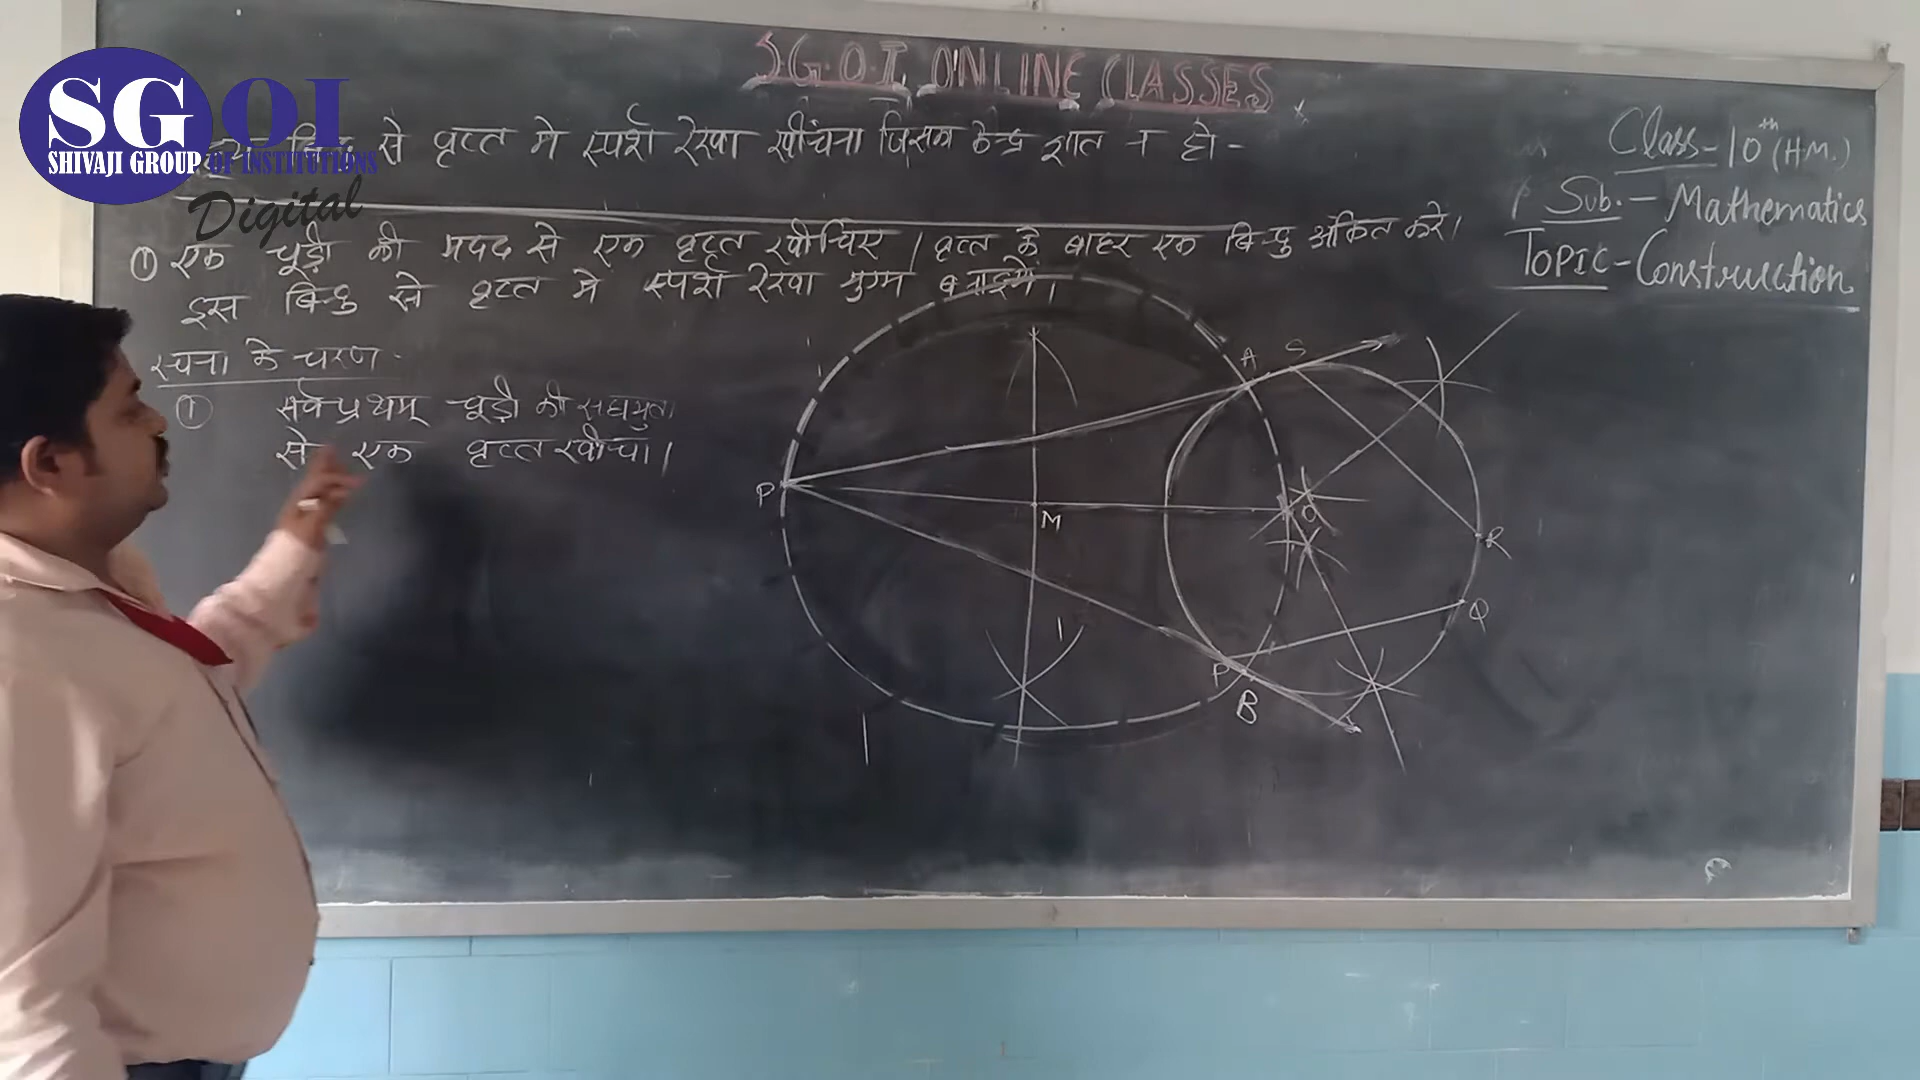 SGOI
SHIVAJI GROUP OF INSTITUTIONS
Digital
S.G.O.I. ONLINE CLASSES
से वृत्त मे स्पर्श रेखा खींचना जिसका केन्द्र ज्ञात न हो -
Class - 10th (H.M.)
Sub. - Mathematics
TOPIC - Construction
① एक चूड़ी की मदद से एक वृत्त खींचिए । वृत्त के बाहर एक बिन्दु अंकित करे।
इस बिन्दु से वृत्त मे स्पर्श रेखा युग्म बनाइये।
रचना के चरण -
① सर्वप्रथम चूड़ी की सहायता
से एक वृत्त खींचा।
A S
P
M
O
R
Q
P
B